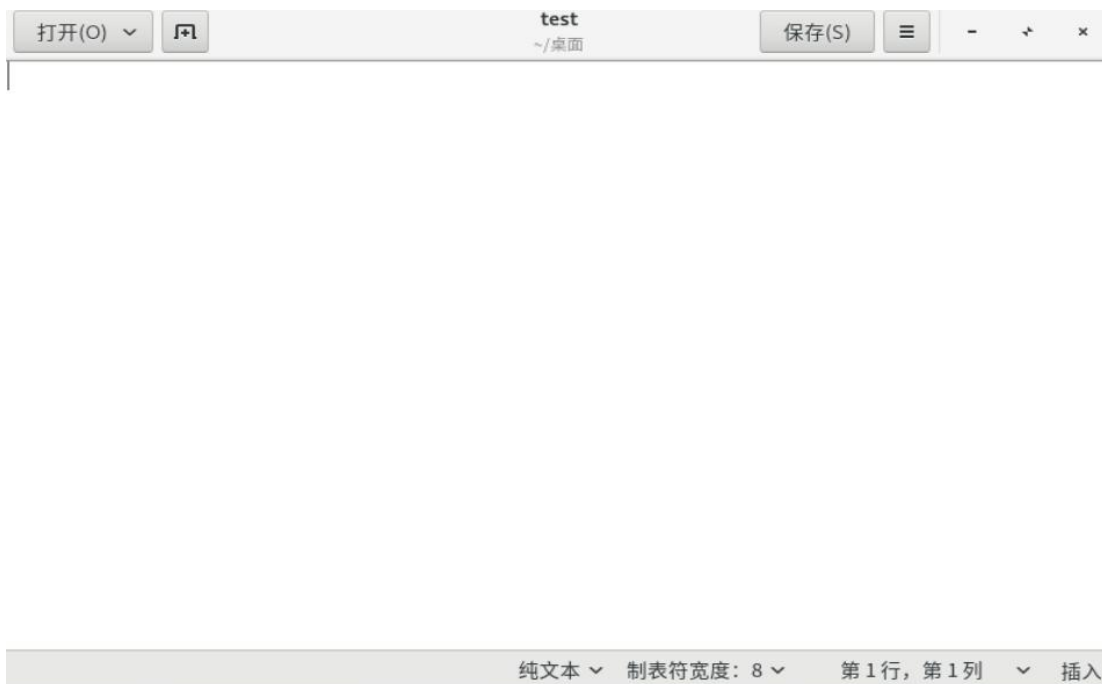 打开(O)
test
~/桌面
保存(S)
纯文本 制表符宽度：8 第 1 行，第 1 列 插入